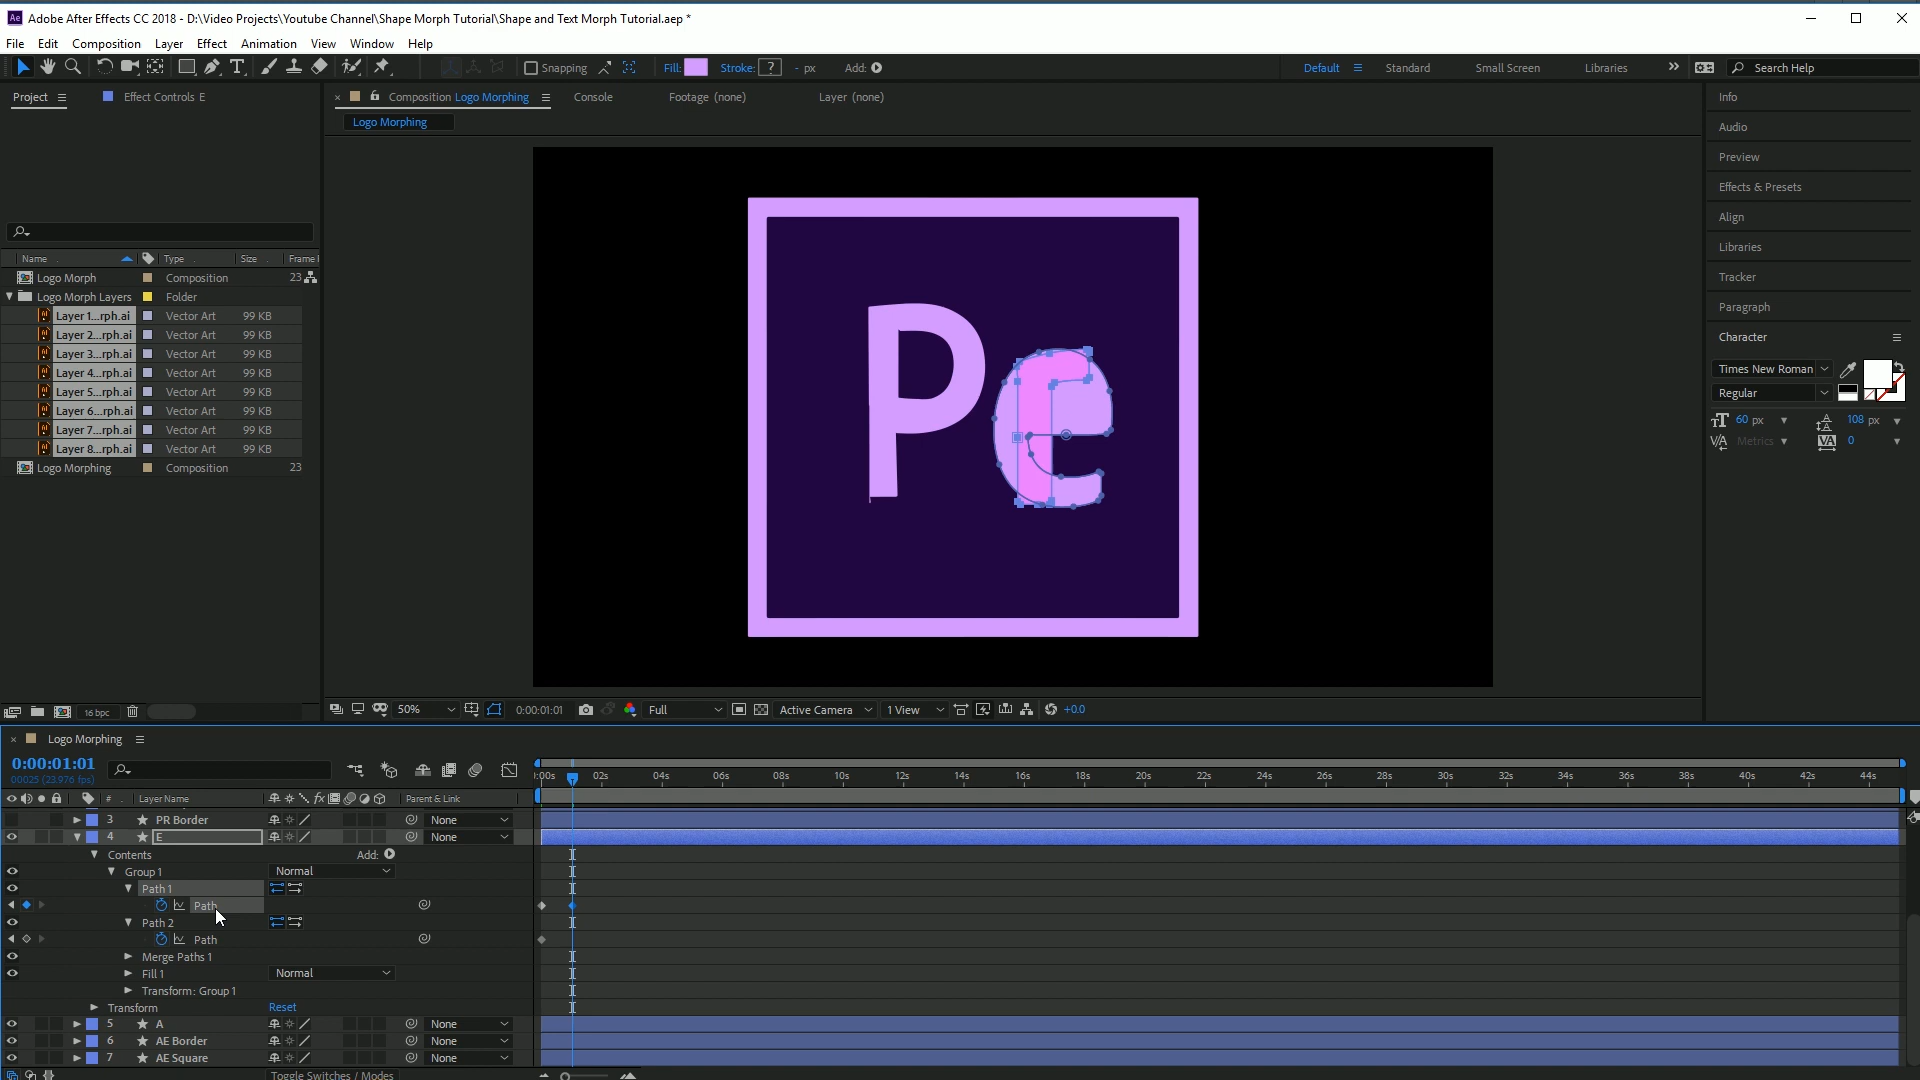 Adobe After Effects CC 2018 - D:\Video Projects\Youtube Channel\Shape Morph Tutorial\Shape and Text Morph Tutorial.aep *
File Edit Composition Layer Effect Animation View Window Help
Snapping Fill: Stroke: ? - px Add: Default Standard Small Screen Libraries Search Help
Project Effect Controls E Composition Logo Morphing Console Footage (none) Layer (none)
Logo Morphing
Info
Audio
Preview
Effects & Presets
Align
Libraries
Tracker
Paragraph
Character
Times New Roman
Regular
60 px 108 px
Metrics 0
Name Type Size Frame
Logo Morph Composition 23
Logo Morph Layers Folder
Layer 1...rph.ai Vector Art 99 KB
Layer 2...rph.ai Vector Art 99 KB
Layer 3...rph.ai Vector Art 99 KB
Layer 4...rph.ai Vector Art 99 KB
Layer 5...rph.ai Vector Art 99 KB
Layer 6...rph.ai Vector Art 99 KB
Layer 7...rph.ai Vector Art 99 KB
Layer 8...rph.ai Vector Art 99 KB
Logo Morphing Composition 23
Pe
16 bpc 50% 0:00:01:01 Full Active Camera 1 View +0.0
Logo Morphing
0:00:01:01
00025 (23.976 fps)
:00s 02s 04s 06s 08s 10s 12s 14s 16s 18s 20s 22s 24s 26s 28s 30s 32s 34s 36s 38s 40s 42s 44s
# Layer Name Parent & Link
3 PR Border None
4 E None
Contents Add:
Group 1 Normal
Path 1
Path
Path 2
Path
Merge Paths 1
Fill 1 Normal
Transform: Group 1
Transform Reset
5 A None
6 AE Border None
7 AE Square None
Toggle Switches / Modes